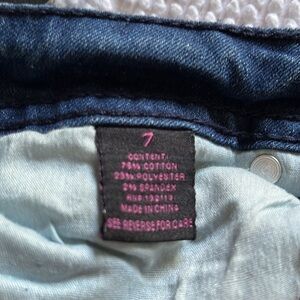 7
CONTENT:
75% COTTON
23% POLYESTER
2% SPANDEX
MADE IN CHINA
SEE REVERSE FOR CARE